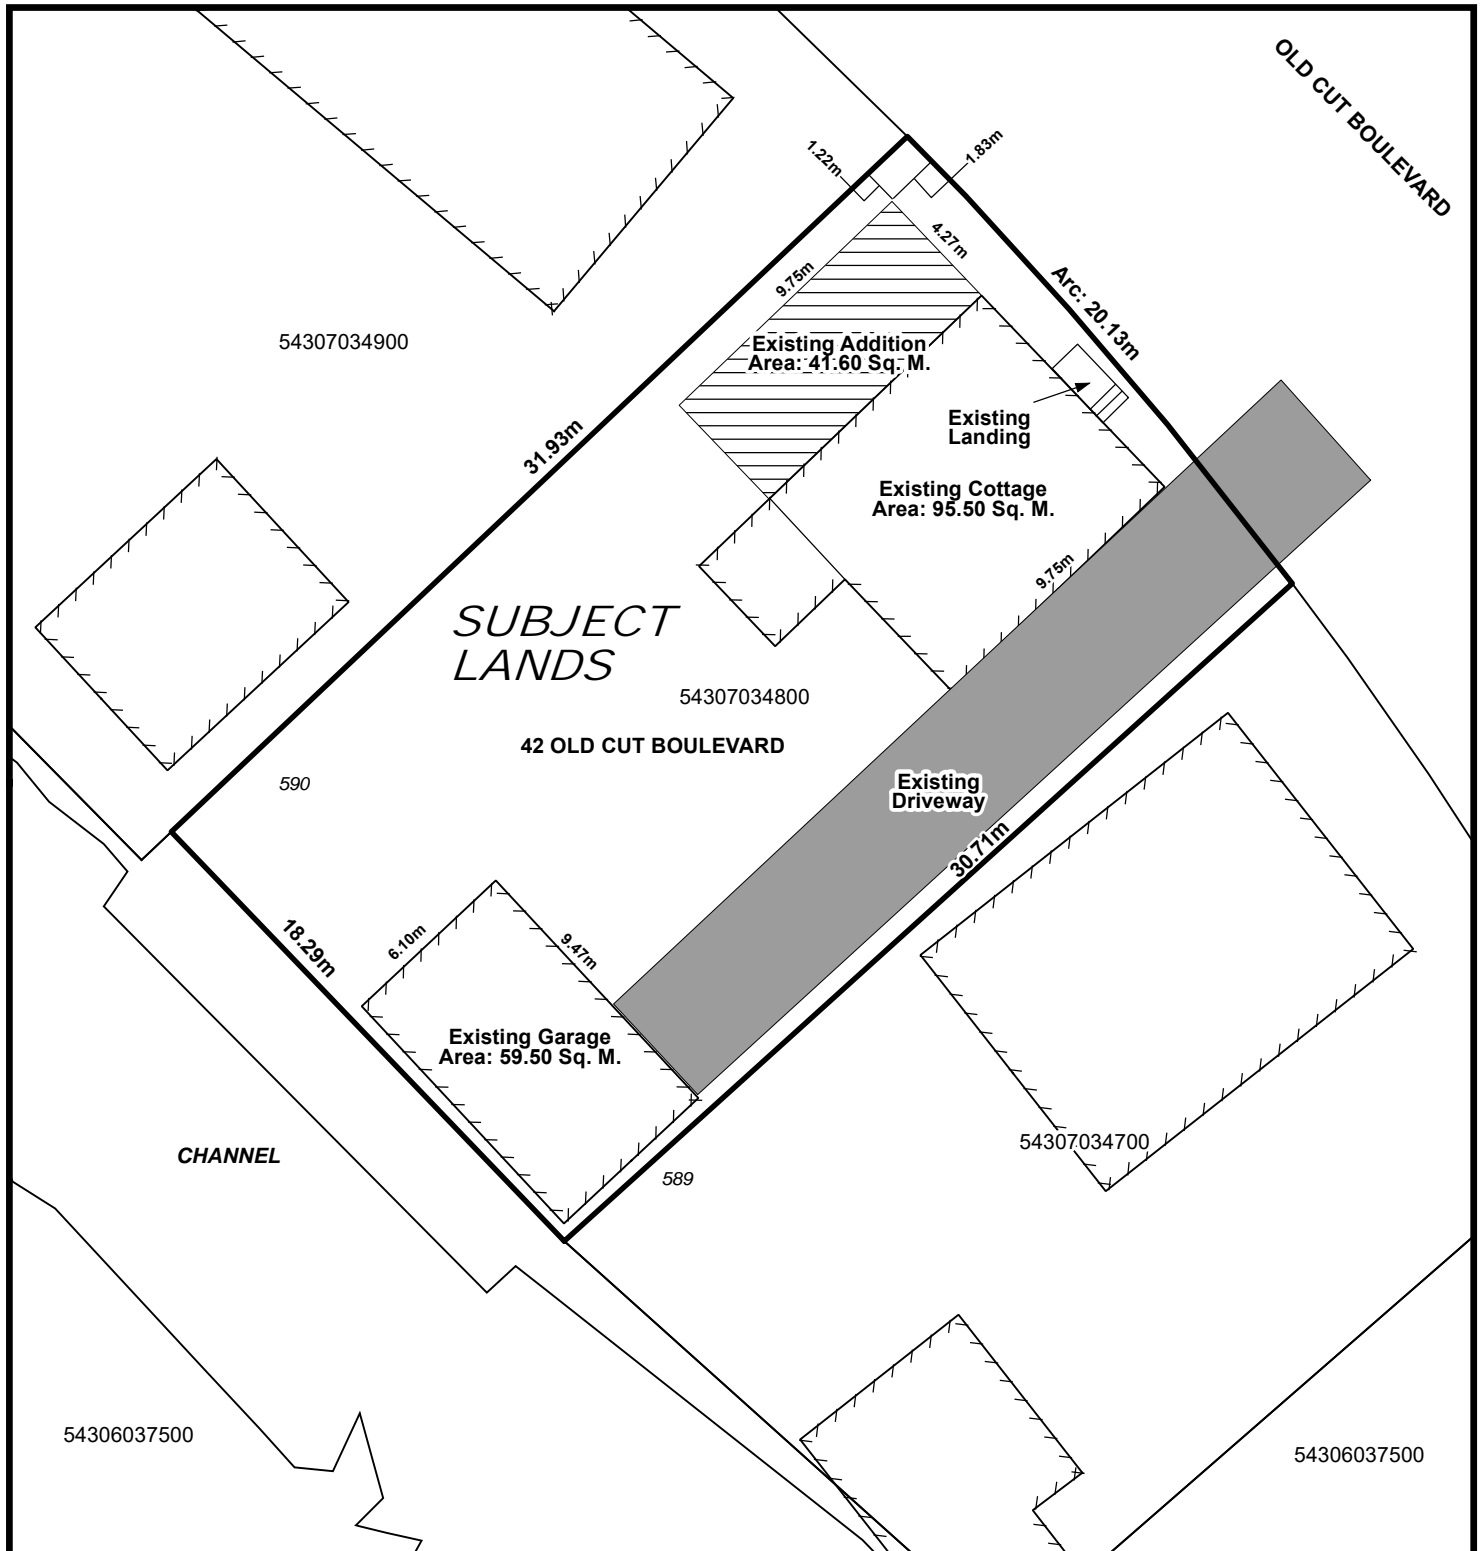 OLD CUT BOULEVARD
1.22m
1.83m
4.27m
9.75m
Arc: 20.13m
54307034900
Existing Addition
Area: 41.60 Sq. M.
31.93m
Existing
Landing
Existing Cottage
Area: 95.50 Sq. M.
9.75m
SUBJECT
LANDS
54307034800
42 OLD CUT BOULEVARD
590
Existing
Driveway
30.71m
18.29m
6.10m
9.47m
Existing Garage
Area: 59.50 Sq. M.
CHANNEL
54307034700
589
54306037500
54306037500